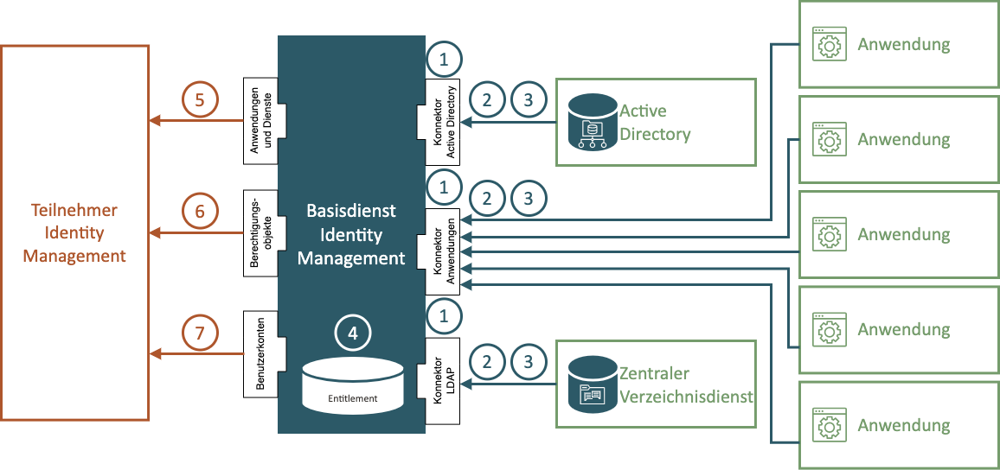 Teilnehmer
Identity
Management
5
6
7
Anwendungen
und Dienste
Berechtigungs-
objekte
Benutzerkonten
Basisdienst
Identity
Management
4
Entitlement
1
Konnektor
Active Directory
2 3
Active
Directory
1
Konnektor
Anwendungen
2 3
1
Konnektor
LDAP
2 3
Zentraler
Verzeichnisdienst
Anwendung
Anwendung
Anwendung
Anwendung
Anwendung